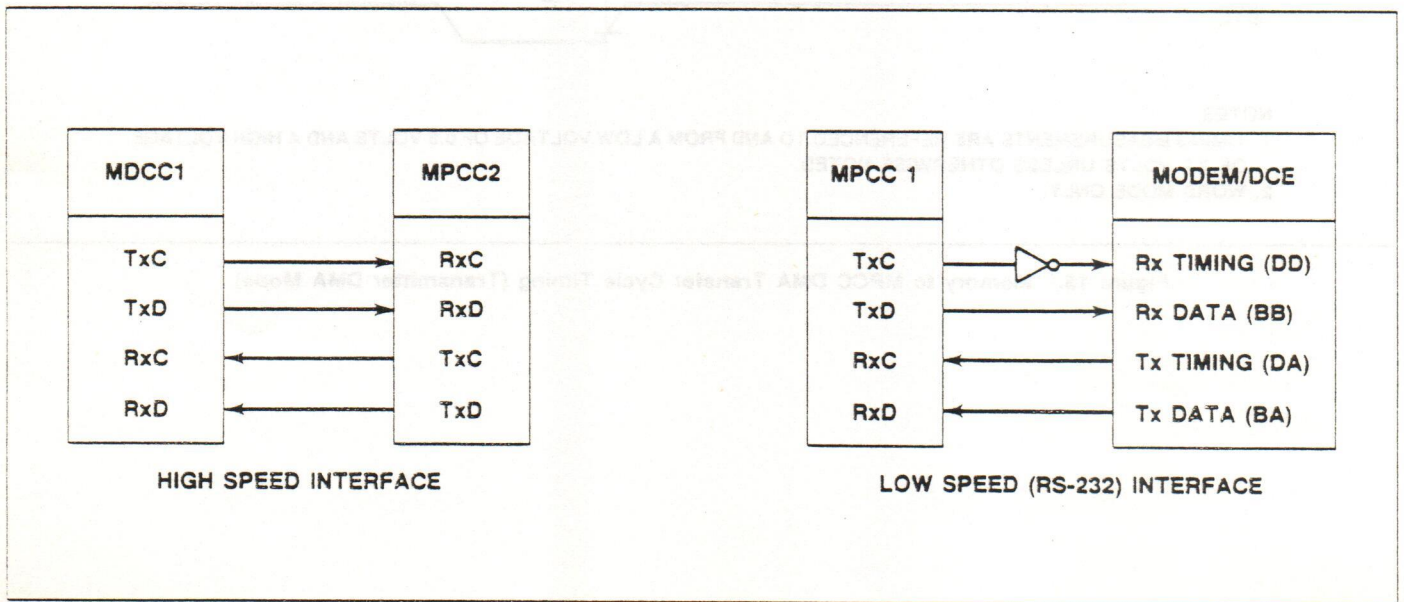 MDCC1 MPCC2
TxC RxC
TxD RxD
RxC TxC
RxD TxD
HIGH SPEED INTERFACE
MPCC 1 MODEM/DCE
TxC Rx TIMING (DD)
TxD Rx DATA (BB)
RxC Tx TIMING (DA)
RxD Tx DATA (BA)
LOW SPEED (RS-232) INTERFACE